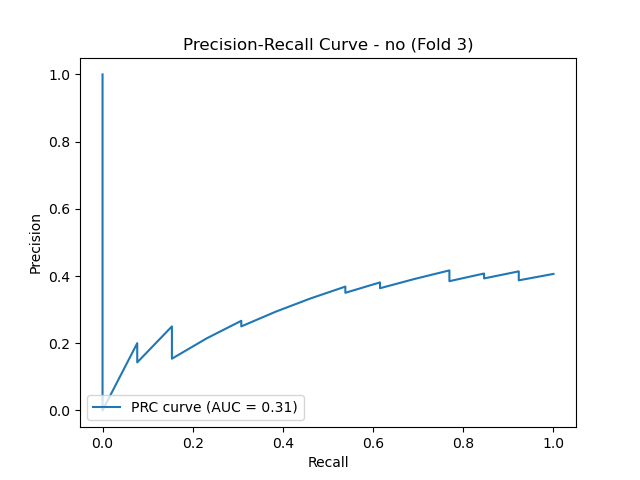 Precision-Recall Curve - no (Fold 3)
1.0
0.8
0.6
0.4
0.2
0.0
Precision
PRC curve (AUC = 0.31)
0.0 0.2 0.4 0.6 0.8 1.0
Recall